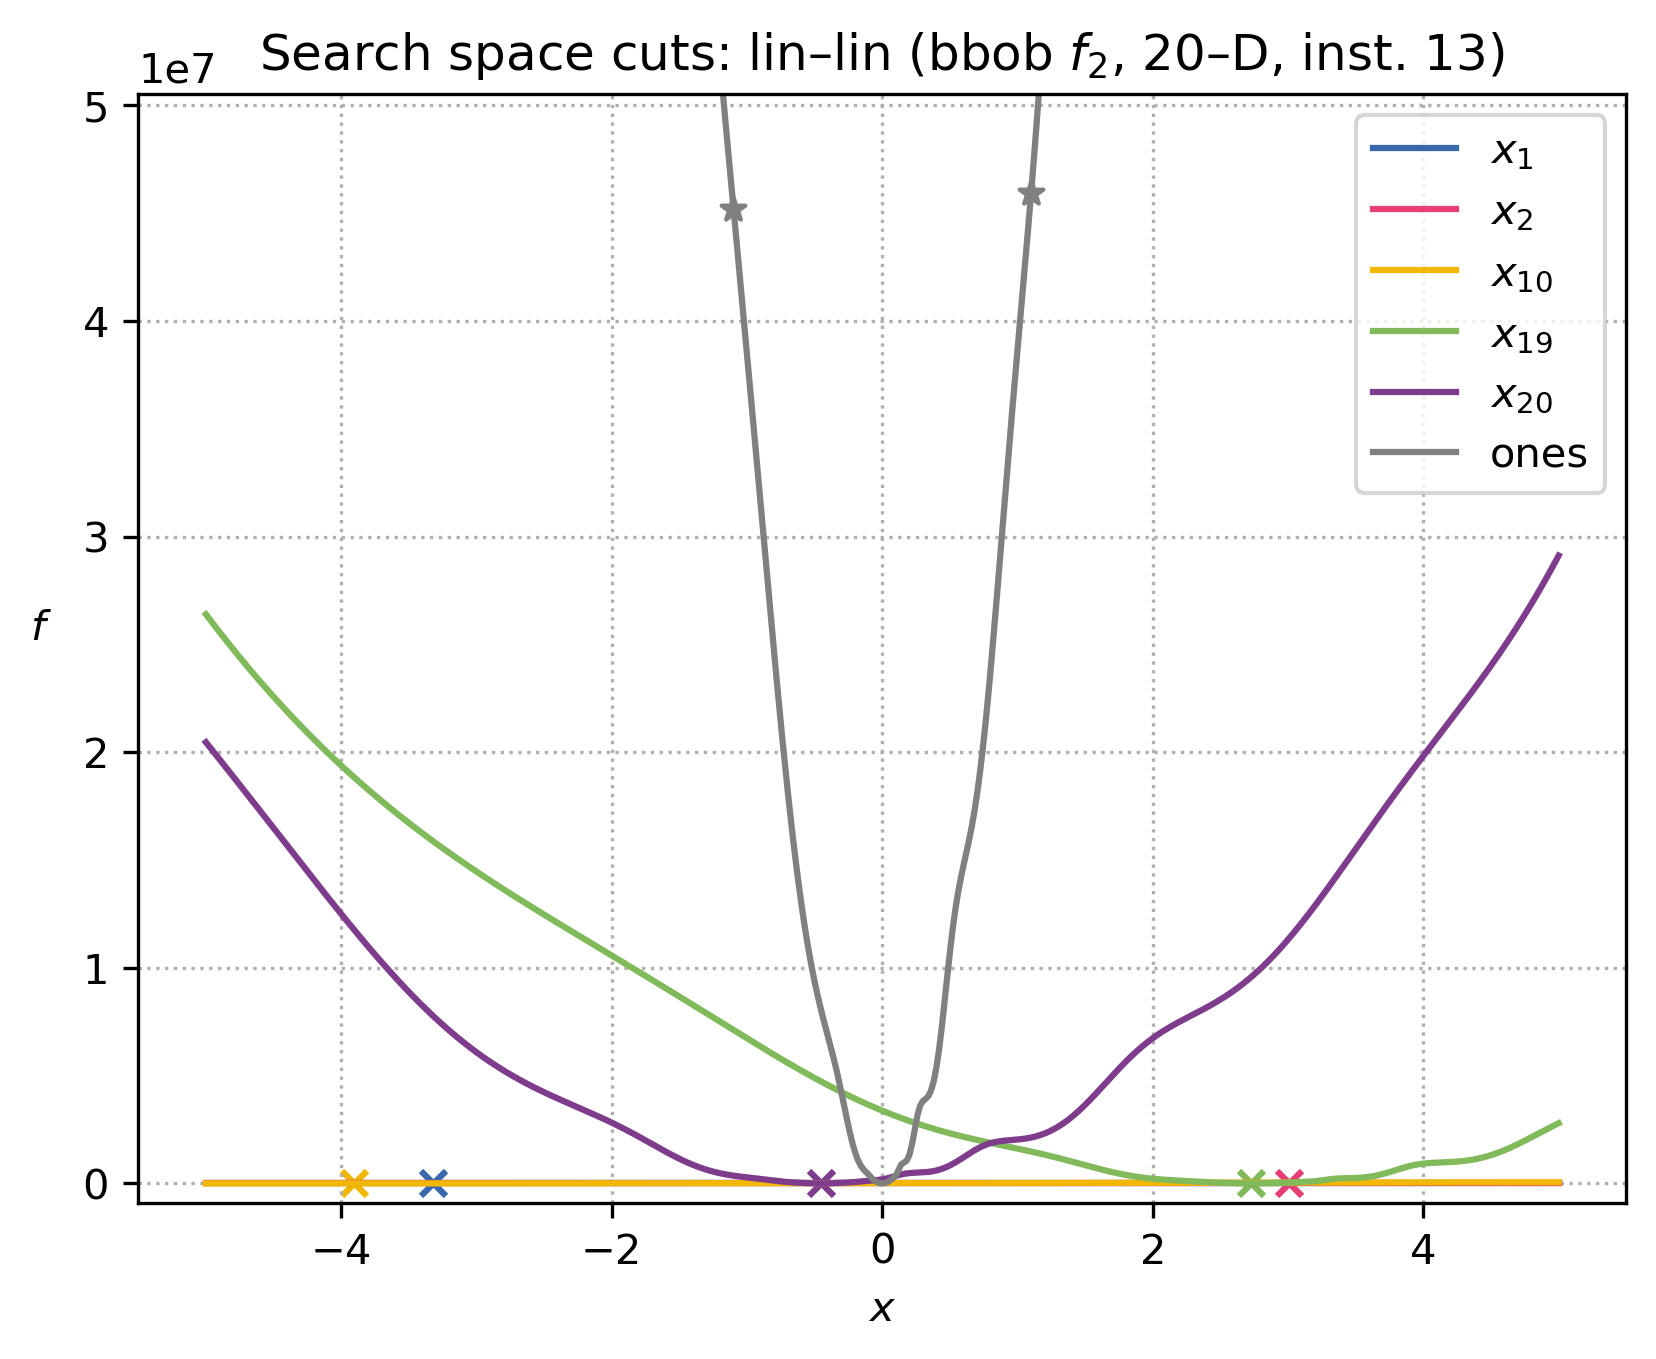 Search space cuts: lin–lin (bbob f₂, 20–D, inst. 13)
1e7
5
4
3
2
1
0
f
−4 −2 0 2 4
x
x₁
x₂
x₁₀
x₁₉
x₂₀
ones